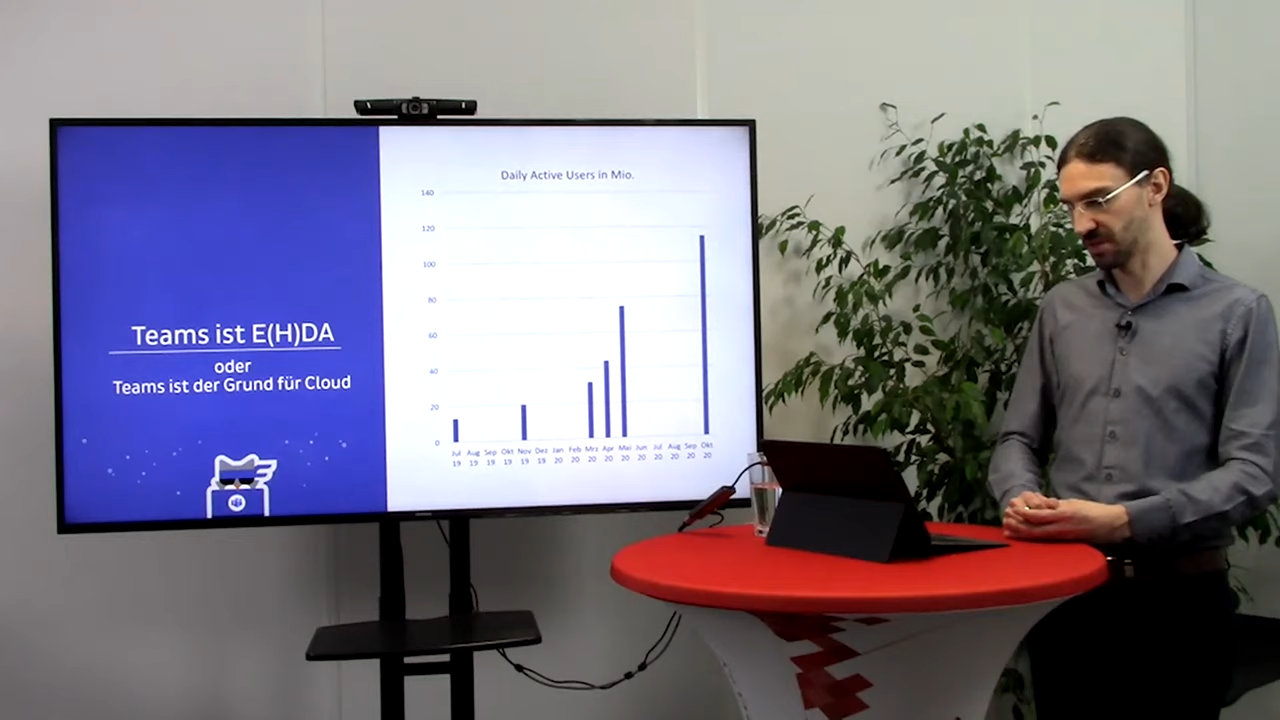 Teams ist E(H)DA
oder
Teams ist der Grund für Cloud
Daily Active Users in Mio.
140
120
100
80
60
40
20
0
Jul Aug Sep Okt Nov Dez Jan Feb Mrz Apr Mai Jun Jul Aug Sep Okt
19 19 19 19 19 19 20 20 20 20 20 20 20 20 20 20